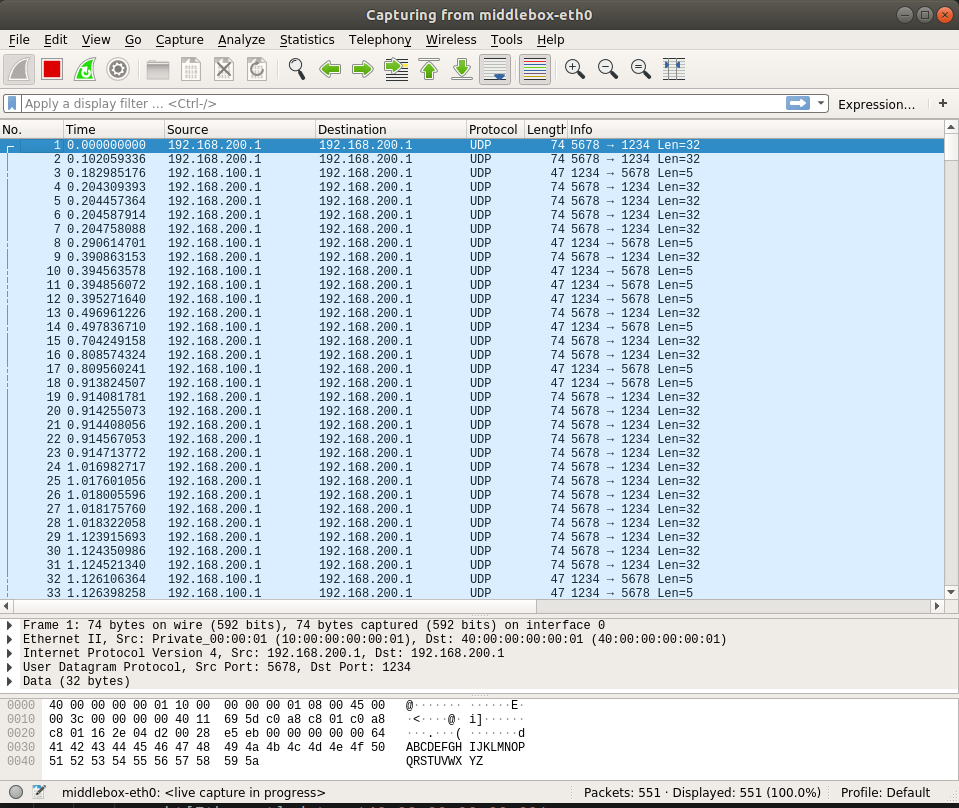 Capturing from middlebox-eth0
File Edit View Go Capture Analyze Statistics Telephony Wireless Tools Help
Apply a display filter ... <Ctrl-/> Expression... +
No. Time Source Destination Protocol Length Info
1 0.000000000 192.168.200.1 192.168.200.1 UDP 74 5678 → 1234 Len=32
2 0.102059336 192.168.200.1 192.168.200.1 UDP 74 5678 → 1234 Len=32
3 0.182985176 192.168.100.1 192.168.200.1 UDP 47 1234 → 5678 Len=5
4 0.204309393 192.168.200.1 192.168.200.1 UDP 74 5678 → 1234 Len=32
5 0.204457364 192.168.200.1 192.168.200.1 UDP 74 5678 → 1234 Len=32
6 0.204587914 192.168.200.1 192.168.200.1 UDP 74 5678 → 1234 Len=32
7 0.204758088 192.168.200.1 192.168.200.1 UDP 74 5678 → 1234 Len=32
8 0.290614701 192.168.100.1 192.168.200.1 UDP 47 1234 → 5678 Len=5
9 0.390863153 192.168.200.1 192.168.200.1 UDP 74 5678 → 1234 Len=32
10 0.394563578 192.168.100.1 192.168.200.1 UDP 47 1234 → 5678 Len=5
11 0.394856072 192.168.100.1 192.168.200.1 UDP 47 1234 → 5678 Len=5
12 0.395271640 192.168.100.1 192.168.200.1 UDP 47 1234 → 5678 Len=5
13 0.496961226 192.168.200.1 192.168.200.1 UDP 74 5678 → 1234 Len=32
14 0.497836710 192.168.100.1 192.168.200.1 UDP 47 1234 → 5678 Len=5
15 0.704249158 192.168.200.1 192.168.200.1 UDP 74 5678 → 1234 Len=32
16 0.808574324 192.168.200.1 192.168.200.1 UDP 74 5678 → 1234 Len=32
17 0.809560241 192.168.100.1 192.168.200.1 UDP 47 1234 → 5678 Len=5
18 0.913824507 192.168.100.1 192.168.200.1 UDP 47 1234 → 5678 Len=5
19 0.914081781 192.168.200.1 192.168.200.1 UDP 74 5678 → 1234 Len=32
20 0.914255073 192.168.200.1 192.168.200.1 UDP 74 5678 → 1234 Len=32
21 0.914408056 192.168.200.1 192.168.200.1 UDP 74 5678 → 1234 Len=32
22 0.914567053 192.168.200.1 192.168.200.1 UDP 74 5678 → 1234 Len=32
23 0.914713772 192.168.200.1 192.168.200.1 UDP 74 5678 → 1234 Len=32
24 1.016982717 192.168.200.1 192.168.200.1 UDP 74 5678 → 1234 Len=32
25 1.017601056 192.168.200.1 192.168.200.1 UDP 74 5678 → 1234 Len=32
26 1.018005596 192.168.200.1 192.168.200.1 UDP 74 5678 → 1234 Len=32
27 1.018175760 192.168.200.1 192.168.200.1 UDP 74 5678 → 1234 Len=32
28 1.018322058 192.168.200.1 192.168.200.1 UDP 74 5678 → 1234 Len=32
29 1.123915693 192.168.200.1 192.168.200.1 UDP 74 5678 → 1234 Len=32
30 1.124350986 192.168.200.1 192.168.200.1 UDP 74 5678 → 1234 Len=32
31 1.124521340 192.168.200.1 192.168.200.1 UDP 74 5678 → 1234 Len=32
32 1.126106364 192.168.100.1 192.168.200.1 UDP 47 1234 → 5678 Len=5
33 1.126398258 192.168.100.1 192.168.200.1 UDP 47 1234 → 5678 Len=5
Frame 1: 74 bytes on wire (592 bits), 74 bytes captured (592 bits) on interface 0
Ethernet II, Src: Private_00:00:01 (10:00:00:00:00:01), Dst: 40:00:00:00:00:01 (40:00:00:00:00:01)
Internet Protocol Version 4, Src: 192.168.200.1, Dst: 192.168.200.1
User Datagram Protocol, Src Port: 5678, Dst Port: 1234
Data (32 bytes)
0000 40 00 00 00 00 01 10 00 00 00 00 01 08 00 45 00 @······· ······E·
0010 00 3c 00 00 00 00 40 11 69 5d c0 a8 c8 01 c0 a8 ·<····@· i]······
0020 c8 01 16 2e 04 d2 00 28 e5 eb 00 00 00 00 00 64 ···.···( ·······d
0030 41 42 43 44 45 46 47 48 49 4a 4b 4c 4d 4e 4f 50 ABCDEFGH IJKLMNOP
0040 51 52 53 54 55 56 57 58 59 5a QRSTUVWX YZ
middlebox-eth0: <live capture in progress> Packets: 551 · Displayed: 551 (100.0%) Profile: Default